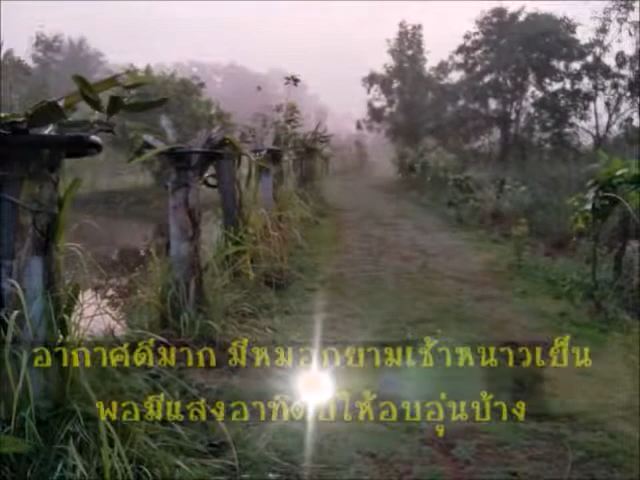 อากาศดีมาก มีหมอกยามเช้าหนาวเย็น
พอมีแสงอาทิตย์ให้อบอุ่นบ้าง